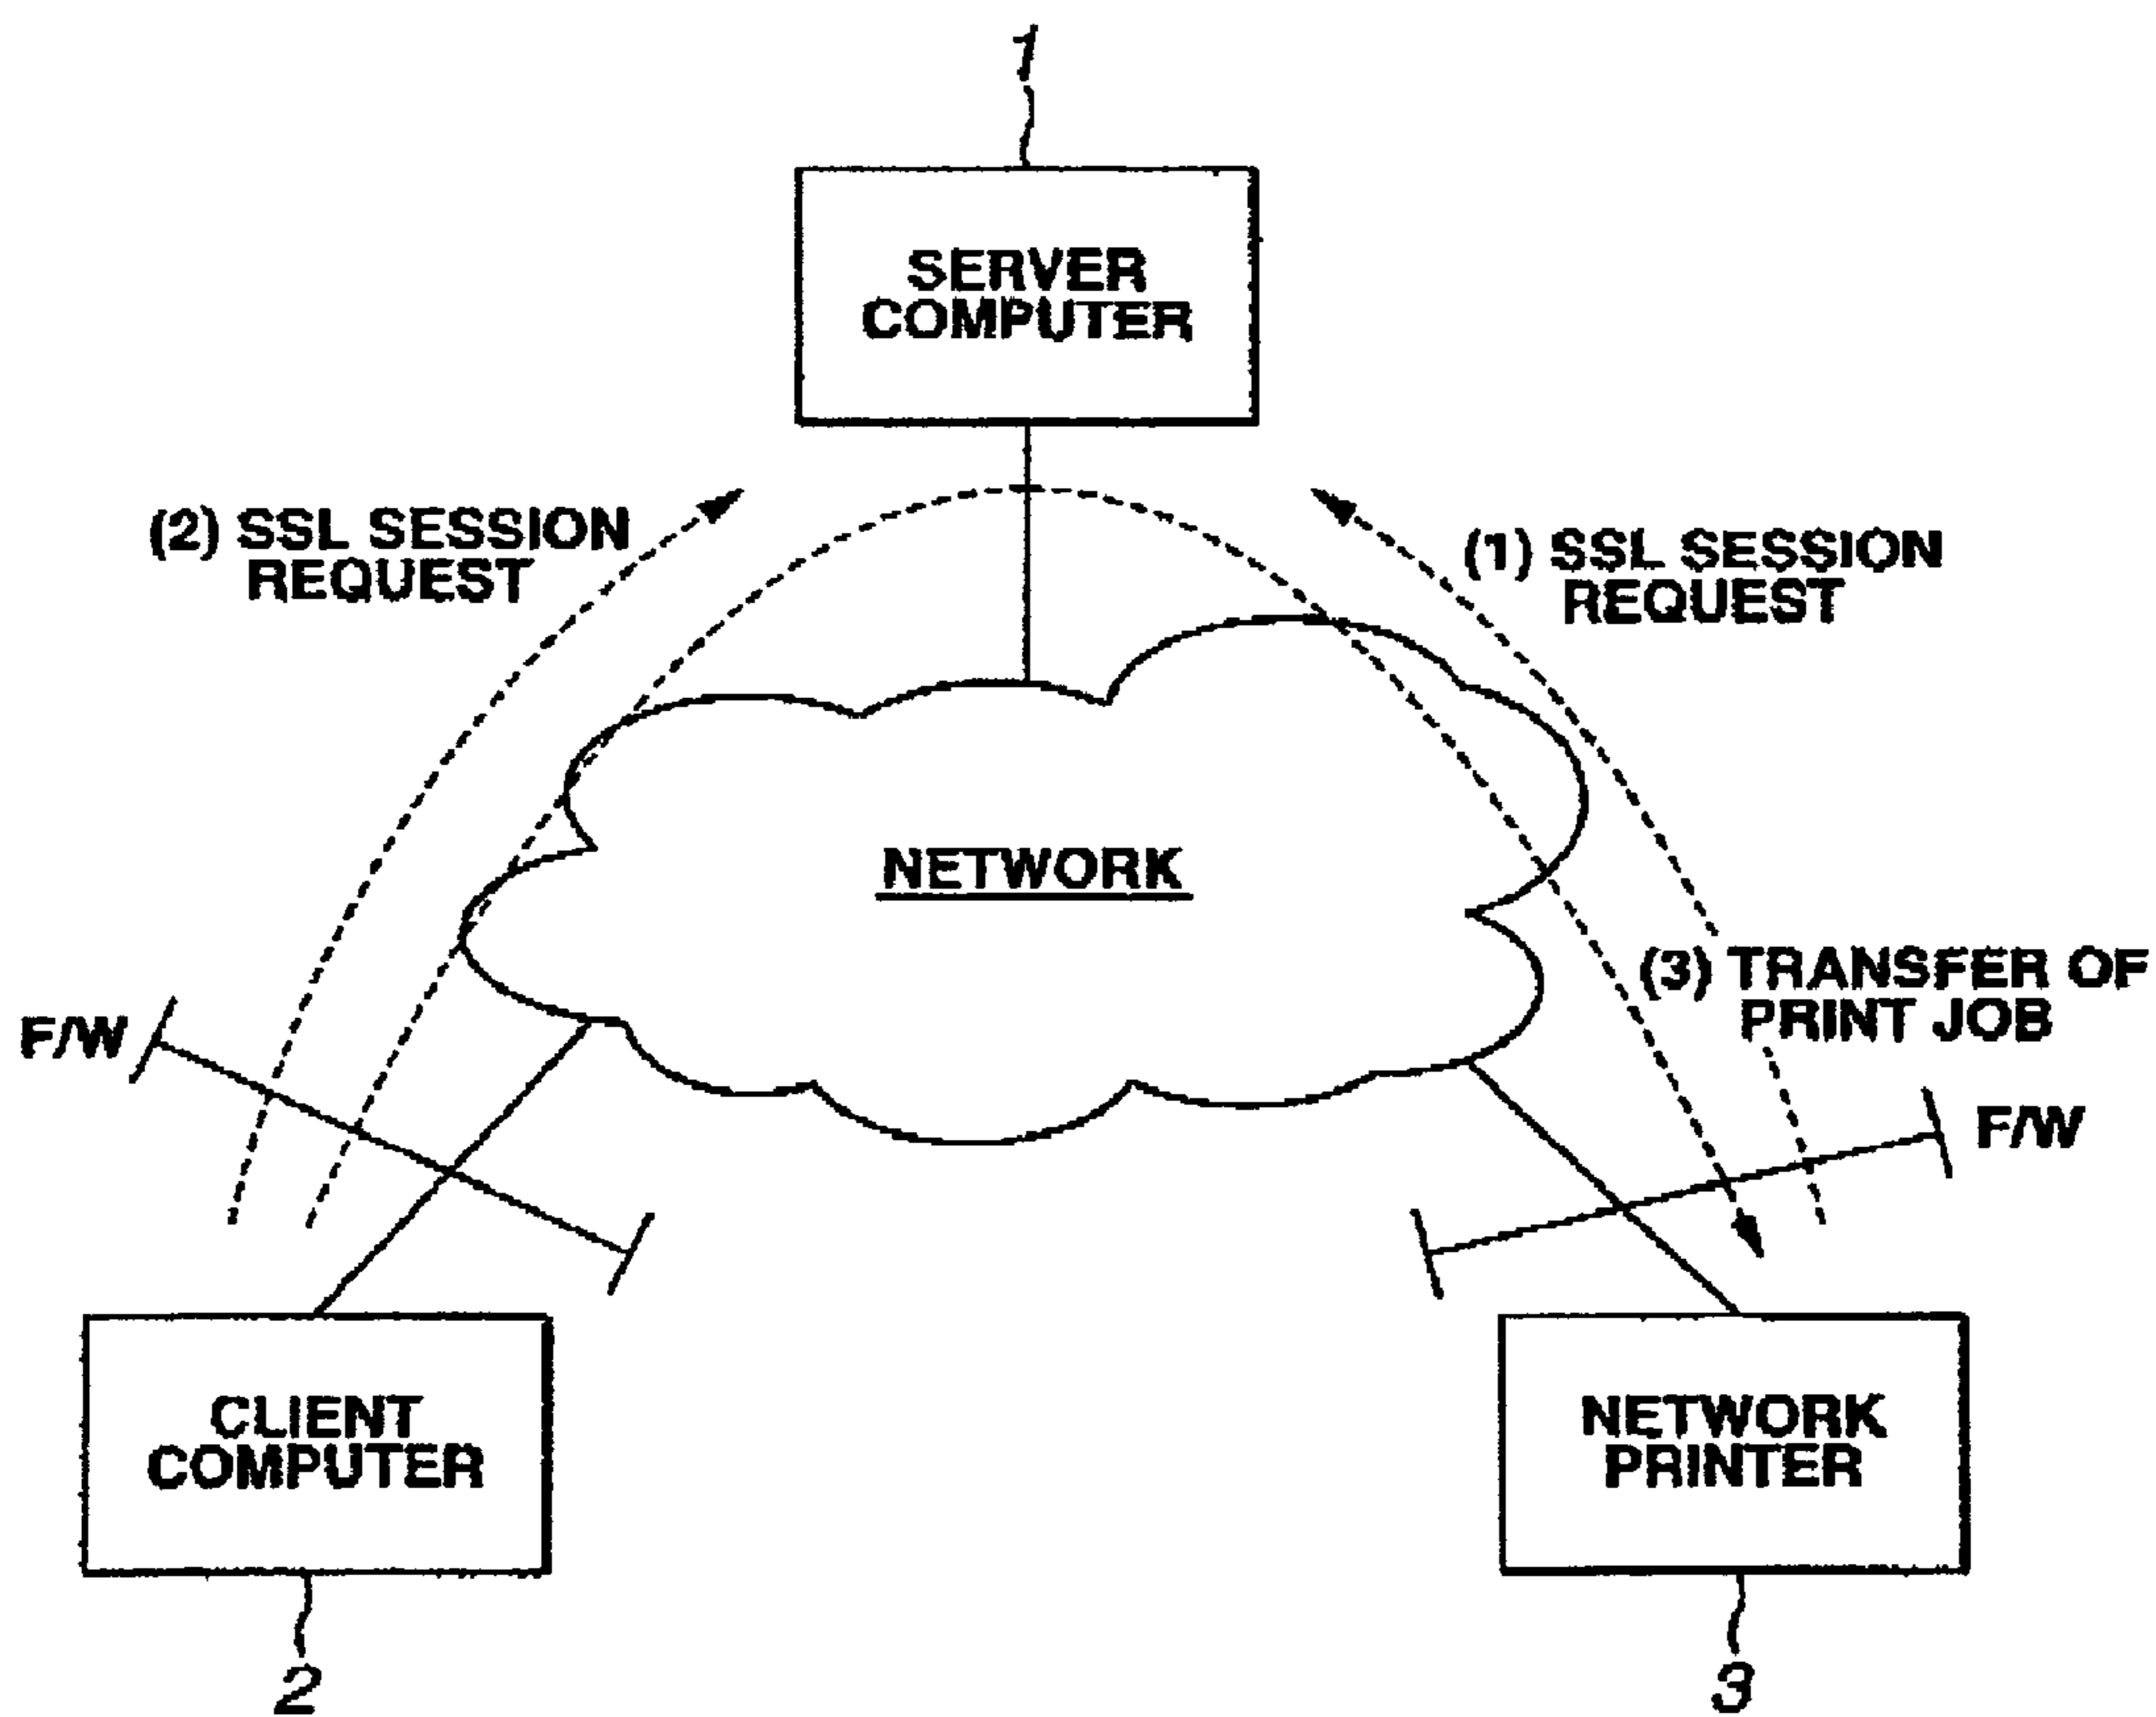 1
SERVER
COMPUTER
(2) SSL SESSION
REQUEST
(1) SSL SESSION
REQUEST
NETWORK
(3) TRANSFER OF
PRINT JOB
F/W
F/W
CLIENT
COMPUTER
NETWORK
PRINTER
2
3